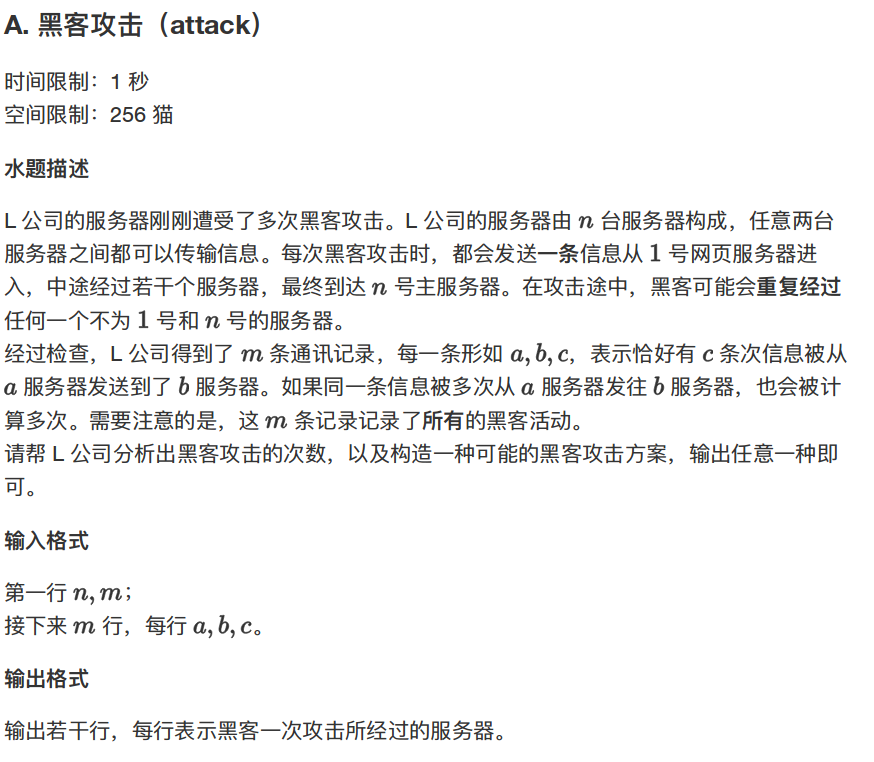 A. 黑客攻击（attack）
时间限制：1 秒
空间限制：256 猫
水题描述
L 公司的服务器刚刚遭受了多次黑客攻击。L 公司的服务器由 n 台服务器构成，任意两台
服务器之间都可以传输信息。每次黑客攻击时，都会发送一条信息从 1 号网页服务器进
入，中途经过若干个服务器，最终到达 n 号主服务器。在攻击途中，黑客可能会重复经过
任何一个不为 1 号和 n 号的服务器。
经过检查，L 公司得到了 m 条通讯记录，每一条形如 a, b, c，表示恰好有 c 条次信息被从
a 服务器发送到了 b 服务器。如果同一条信息被多次从 a 服务器发往 b 服务器，也会被计
算多次。需要注意的是，这 m 条记录记录了所有的黑客活动。
请帮 L 公司分析出黑客攻击的次数，以及构造一种可能的黑客攻击方案，输出任意一种即
可。
输入格式
第一行 n, m；
接下来 m 行，每行 a, b, c。
输出格式
输出若干行，每行表示黑客一次攻击所经过的服务器。